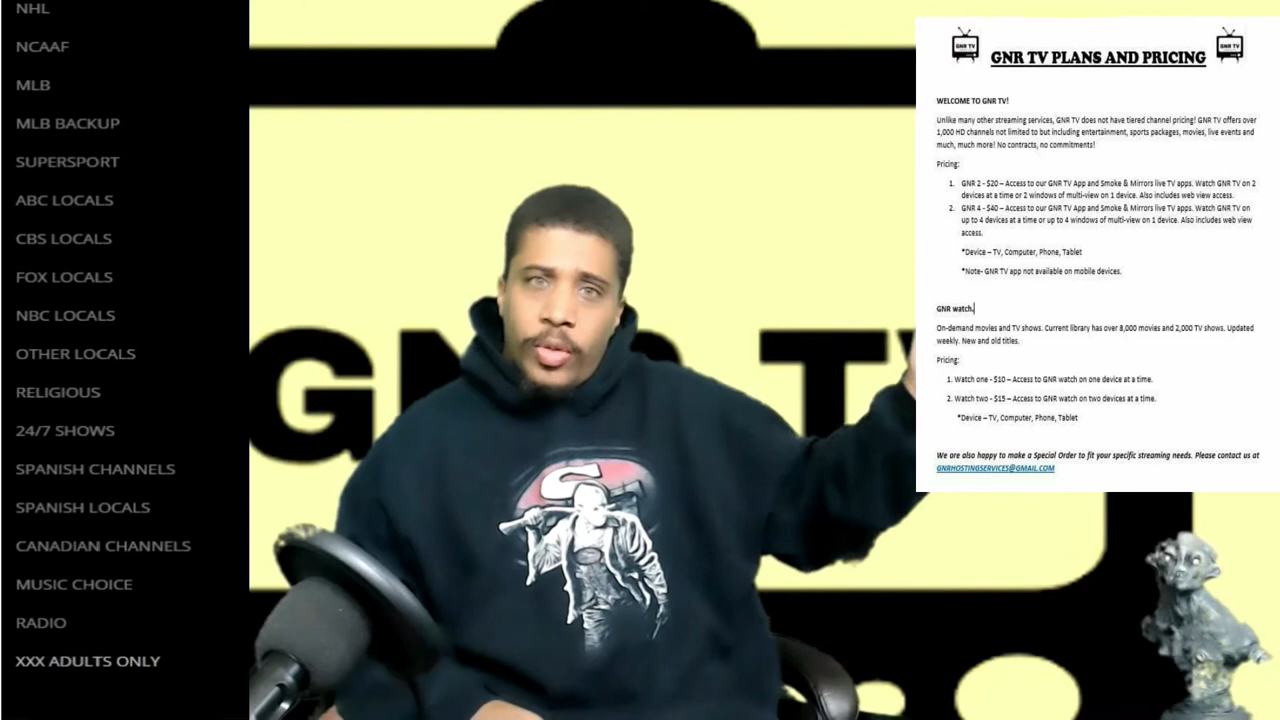 NHL
NCAAF
MLB
MLB BACKUP
SUPERSPORT
ABC LOCALS
CBS LOCALS
FOX LOCALS
NBC LOCALS
OTHER LOCALS
RELIGIOUS
24/7 SHOWS
SPANISH CHANNELS
SPANISH LOCALS
CANADIAN CHANNELS
MUSIC CHOICE
RADIO
XXX ADULTS ONLY
GN TV
GNR TV
GNR TV PLANS AND PRICING
GNR TV
WELCOME TO GNR TV!
Unlike many other streaming services, GNR TV does not have tiered channel pricing! GNR TV offers over
1,000 HD channels not limited to but including entertainment, sports packages, movies, live events and
much, much more! No contracts, no commitments!
Pricing:
1. GNR 2 - $20 – Access to our GNR TV App and Smoke & Mirrors live TV apps. Watch GNR TV on 2
devices at a time or 2 windows of multi-view on 1 device. Also includes web view access.
2. GNR 4 - $40 – Access to our GNR TV App and Smoke & Mirrors live TV apps. Watch GNR TV on
up to 4 devices at a time or up to 4 windows of multi-view on 1 device. Also includes web view
access.
*Device – TV, Computer, Phone, Tablet
*Note- GNR TV app not available on mobile devices.
GNR watch.
On-demand movies and TV shows. Current library has over 8,000 movies and 2,000 TV shows. Updated
weekly. New and old titles.
Pricing:
1. Watch one - $10 – Access to GNR watch on one device at a time.
2. Watch two - $15 – Access to GNR watch on two devices at a time.
*Device – TV, Computer, Phone, Tablet
We are also happy to make a Special Order to fit your specific streaming needs. Please contact us at
GNRHOSTINGSERVICES@GMAIL.COM